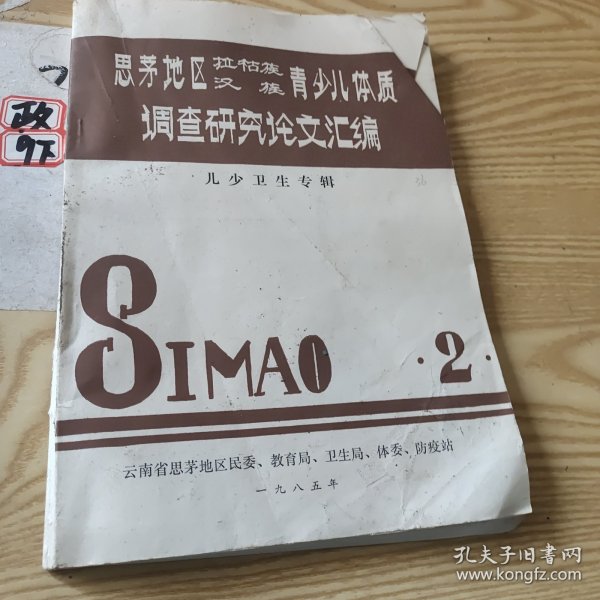 思茅地区拉祜族汉族青少儿体质
调查研究论文汇编
儿少卫生专辑
SIMAO ·2·
云南省思茅地区民委、教育局、卫生局、体委、防疫站
一九八五年
政
孔夫子旧书网
www.kongfz.com